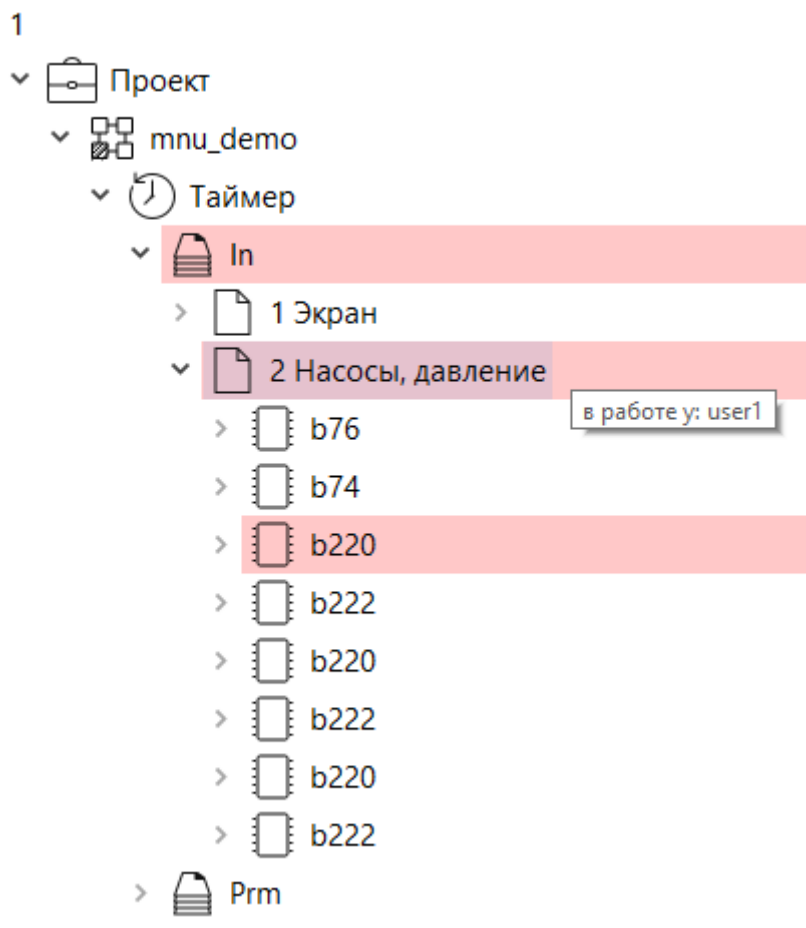 1
Проект
mnu_demo
Таймер
In
1 Экран
2 Насосы, давление
в работе у: user1
b76
b74
b220
b222
b220
b222
b220
b222
Prm